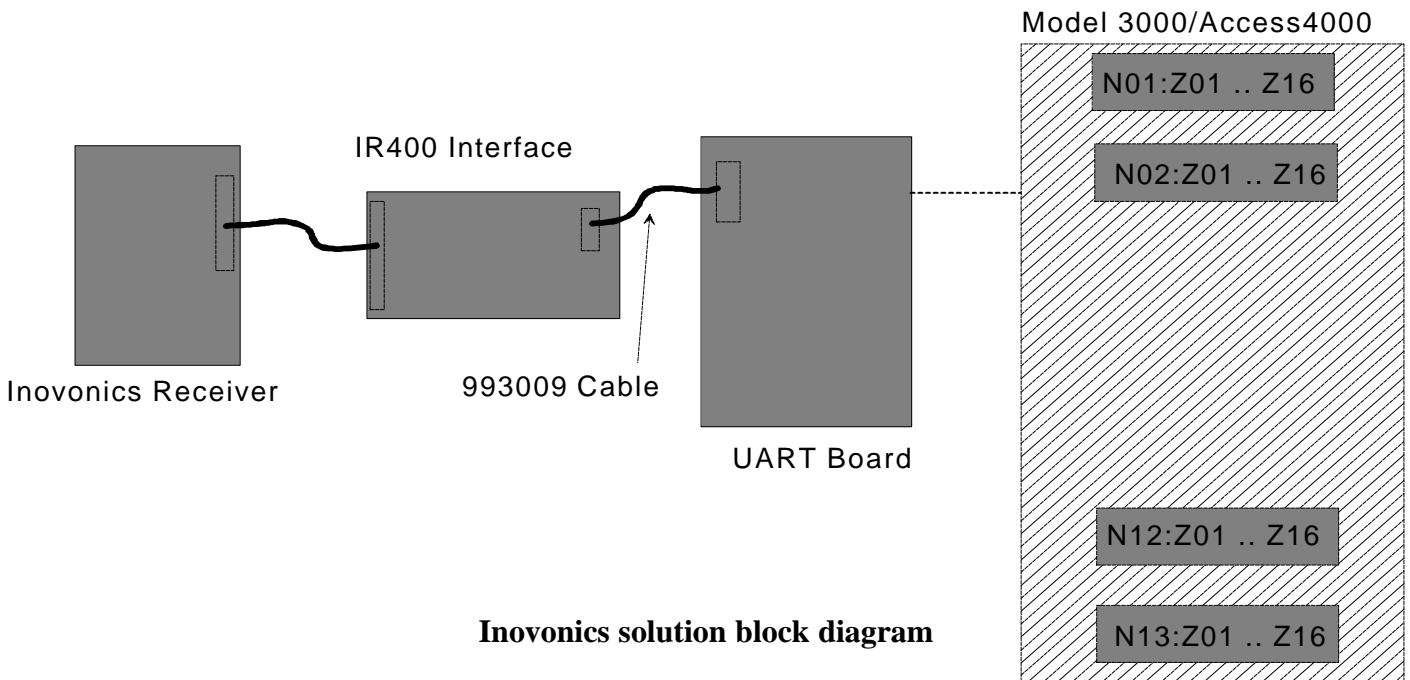 Model 3000/Access4000
N01:Z01 .. Z16
IR400 Interface
N02:Z01 .. Z16
Inovonics Receiver
993009 Cable
UART Board
N12:Z01 .. Z16
Inovonics solution block diagram
N13:Z01 .. Z16